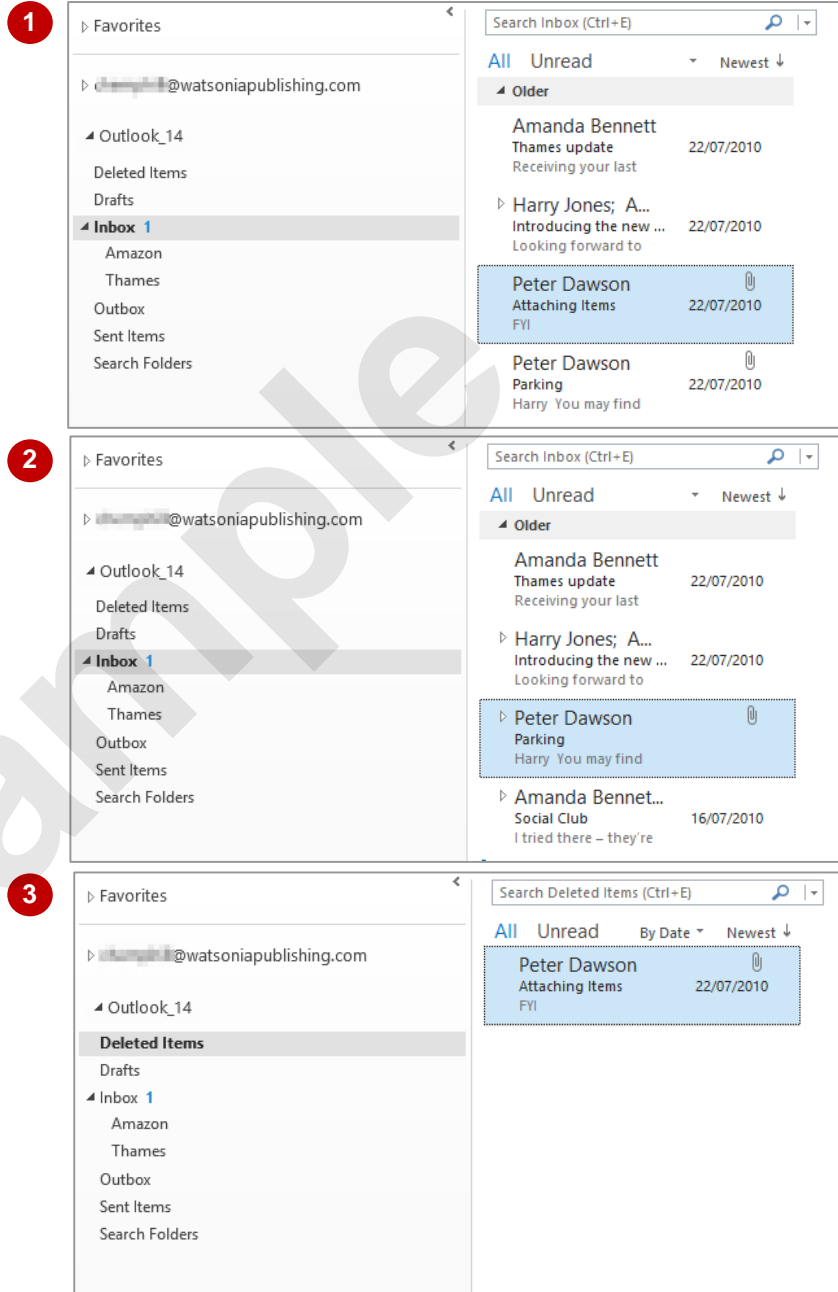 1
Favorites
@watsoniapublishing.com
Outlook_14
Deleted Items
Drafts
Inbox 1
Amazon
Thames
Outbox
Sent Items
Search Folders
Search Inbox (Ctrl+E)
All Unread Newest ↓
Older
Amanda Bennett
Thames update 22/07/2010
Receiving your last
Harry Jones; A...
Introducing the new ... 22/07/2010
Looking forward to
Peter Dawson
Attaching Items 22/07/2010
FYI
Peter Dawson
Parking 22/07/2010
Harry You may find
2
Favorites
@watsoniapublishing.com
Outlook_14
Deleted Items
Drafts
Inbox 1
Amazon
Thames
Outbox
Sent Items
Search Folders
Search Inbox (Ctrl+E)
All Unread Newest ↓
Older
Amanda Bennett
Thames update 22/07/2010
Receiving your last
Harry Jones; A...
Introducing the new ... 22/07/2010
Looking forward to
Peter Dawson
Parking
Harry You may find
Amanda Bennet...
Social Club 16/07/2010
I tried there – they're
3
Favorites
@watsoniapublishing.com
Outlook_14
Deleted Items
Drafts
Inbox 1
Amazon
Thames
Outbox
Sent Items
Search Folders
Search Deleted Items (Ctrl+E)
All Unread By Date Newest ↓
Peter Dawson
Attaching Items 22/07/2010
FYI
ample